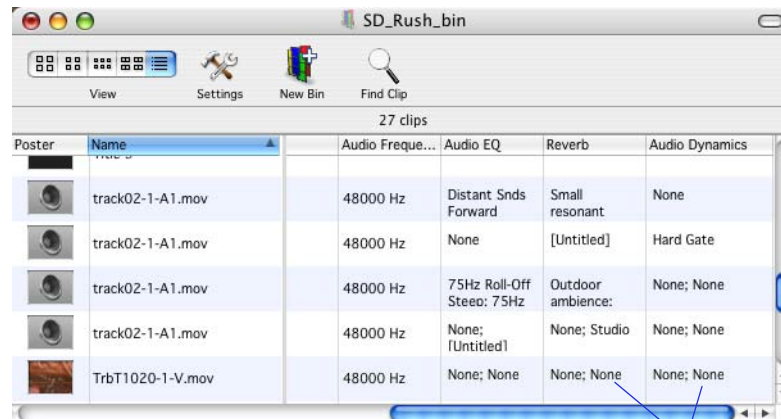 SD_Rush_bin
View Settings New Bin Find Clip
27 clips
Poster Name Audio Freque... Audio EQ Reverb Audio Dynamics
track02-1-A1.mov 48000 Hz Distant Snds Forward Small resonant None
track02-1-A1.mov 48000 Hz None [Untitled] Hard Gate
track02-1-A1.mov 48000 Hz 75Hz Roll-Off Steep: 75Hz Outdoor ambience: None; None
track02-1-A1.mov 48000 Hz None; [Untitled] None; Studio None; None
TrbT1020-1-V.mov 48000 Hz None; None None; None None; None